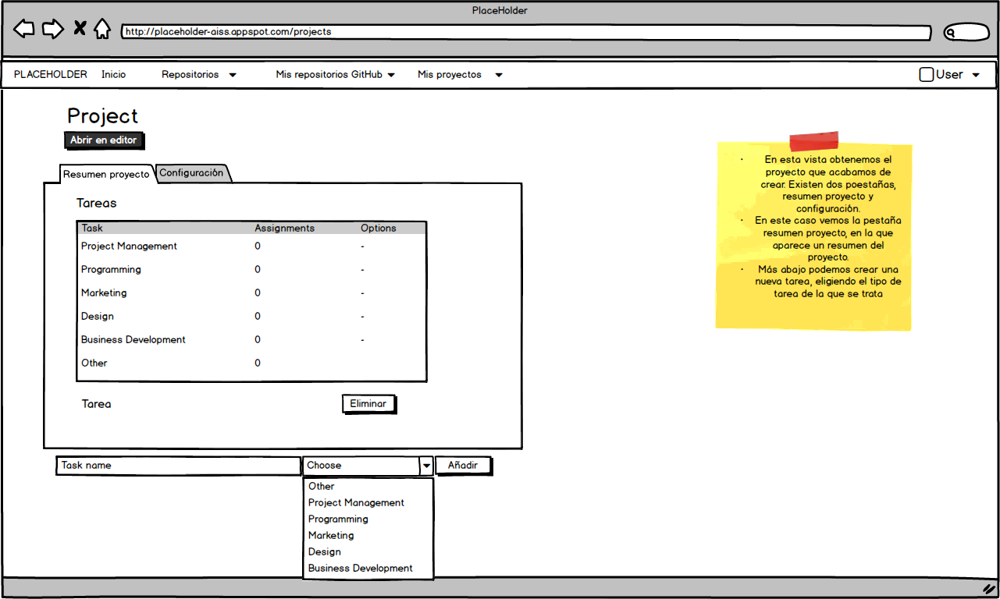 PlaceHolder
http://placeholder-aiss.appspot.com/projects
PLACEHOLDER Inicio Repositorios Mis repositorios GitHub Mis proyectos User
Project
Abrir en editor
Resumen proyecto Configuración
Tareas
Task Assignments Options
Project Management 0 -
Programming 0 -
Marketing 0 -
Design 0 -
Business Development 0 -
Other 0
Tarea Eliminar
Task name Choose Añadir
Other
Project Management
Programming
Marketing
Design
Business Development
· En esta vista obtenemos el
proyecto que acabamos de
crear. Existen dos poestañas,
resumen proyecto y
configuración.
· En este caso vemos la pestaña
resumen proyecto, en la que
aparece un resumen del
proyecto.
· Más abajo podemos crear una
nueva tarea, eligiendo el tipo de
tarea de la que se trata